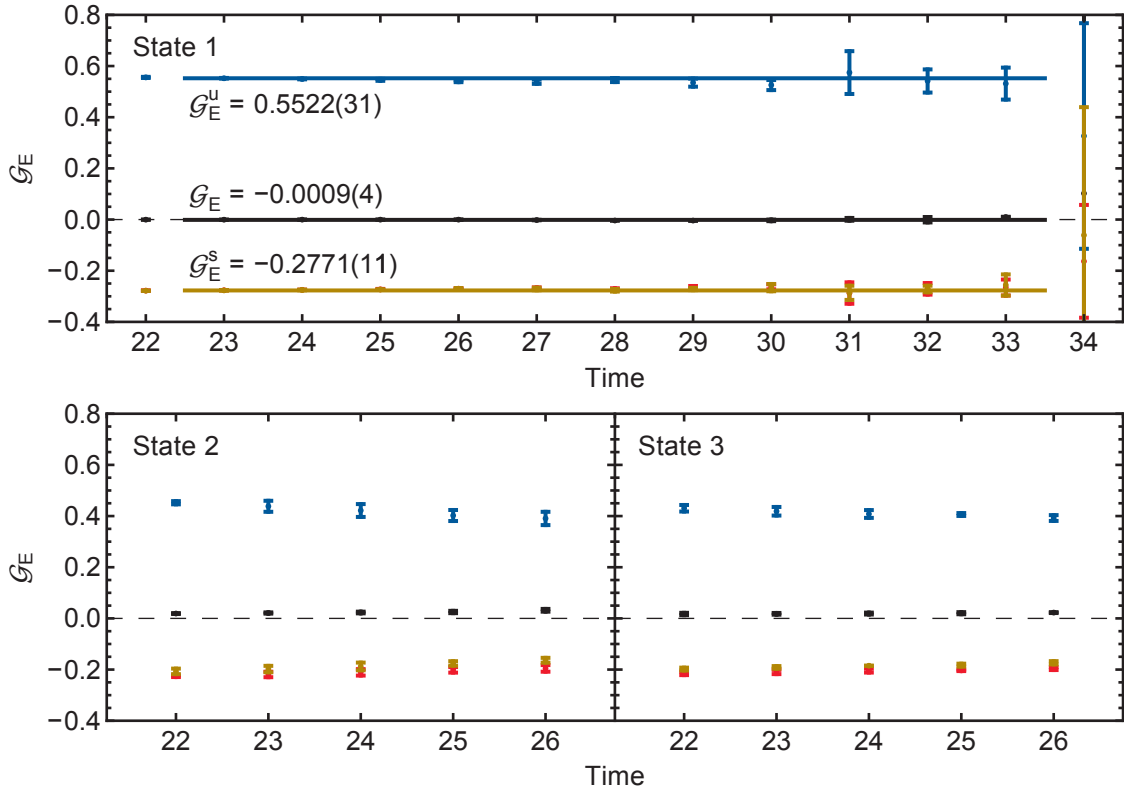 0.8
0.6
0.4
0.2
0.0
−0.2
−0.4
𝒢E
State 1
𝒢E^u = 0.5522(31)
𝒢E = −0.0009(4)
𝒢E^s = −0.2771(11)
22 23 24 25 26 27 28 29 30 31 32 33 34
Time
0.8
0.6
0.4
0.2
0.0
−0.2
−0.4
𝒢E
State 2
State 3
22 23 24 25 26 22 23 24 25 26
Time Time